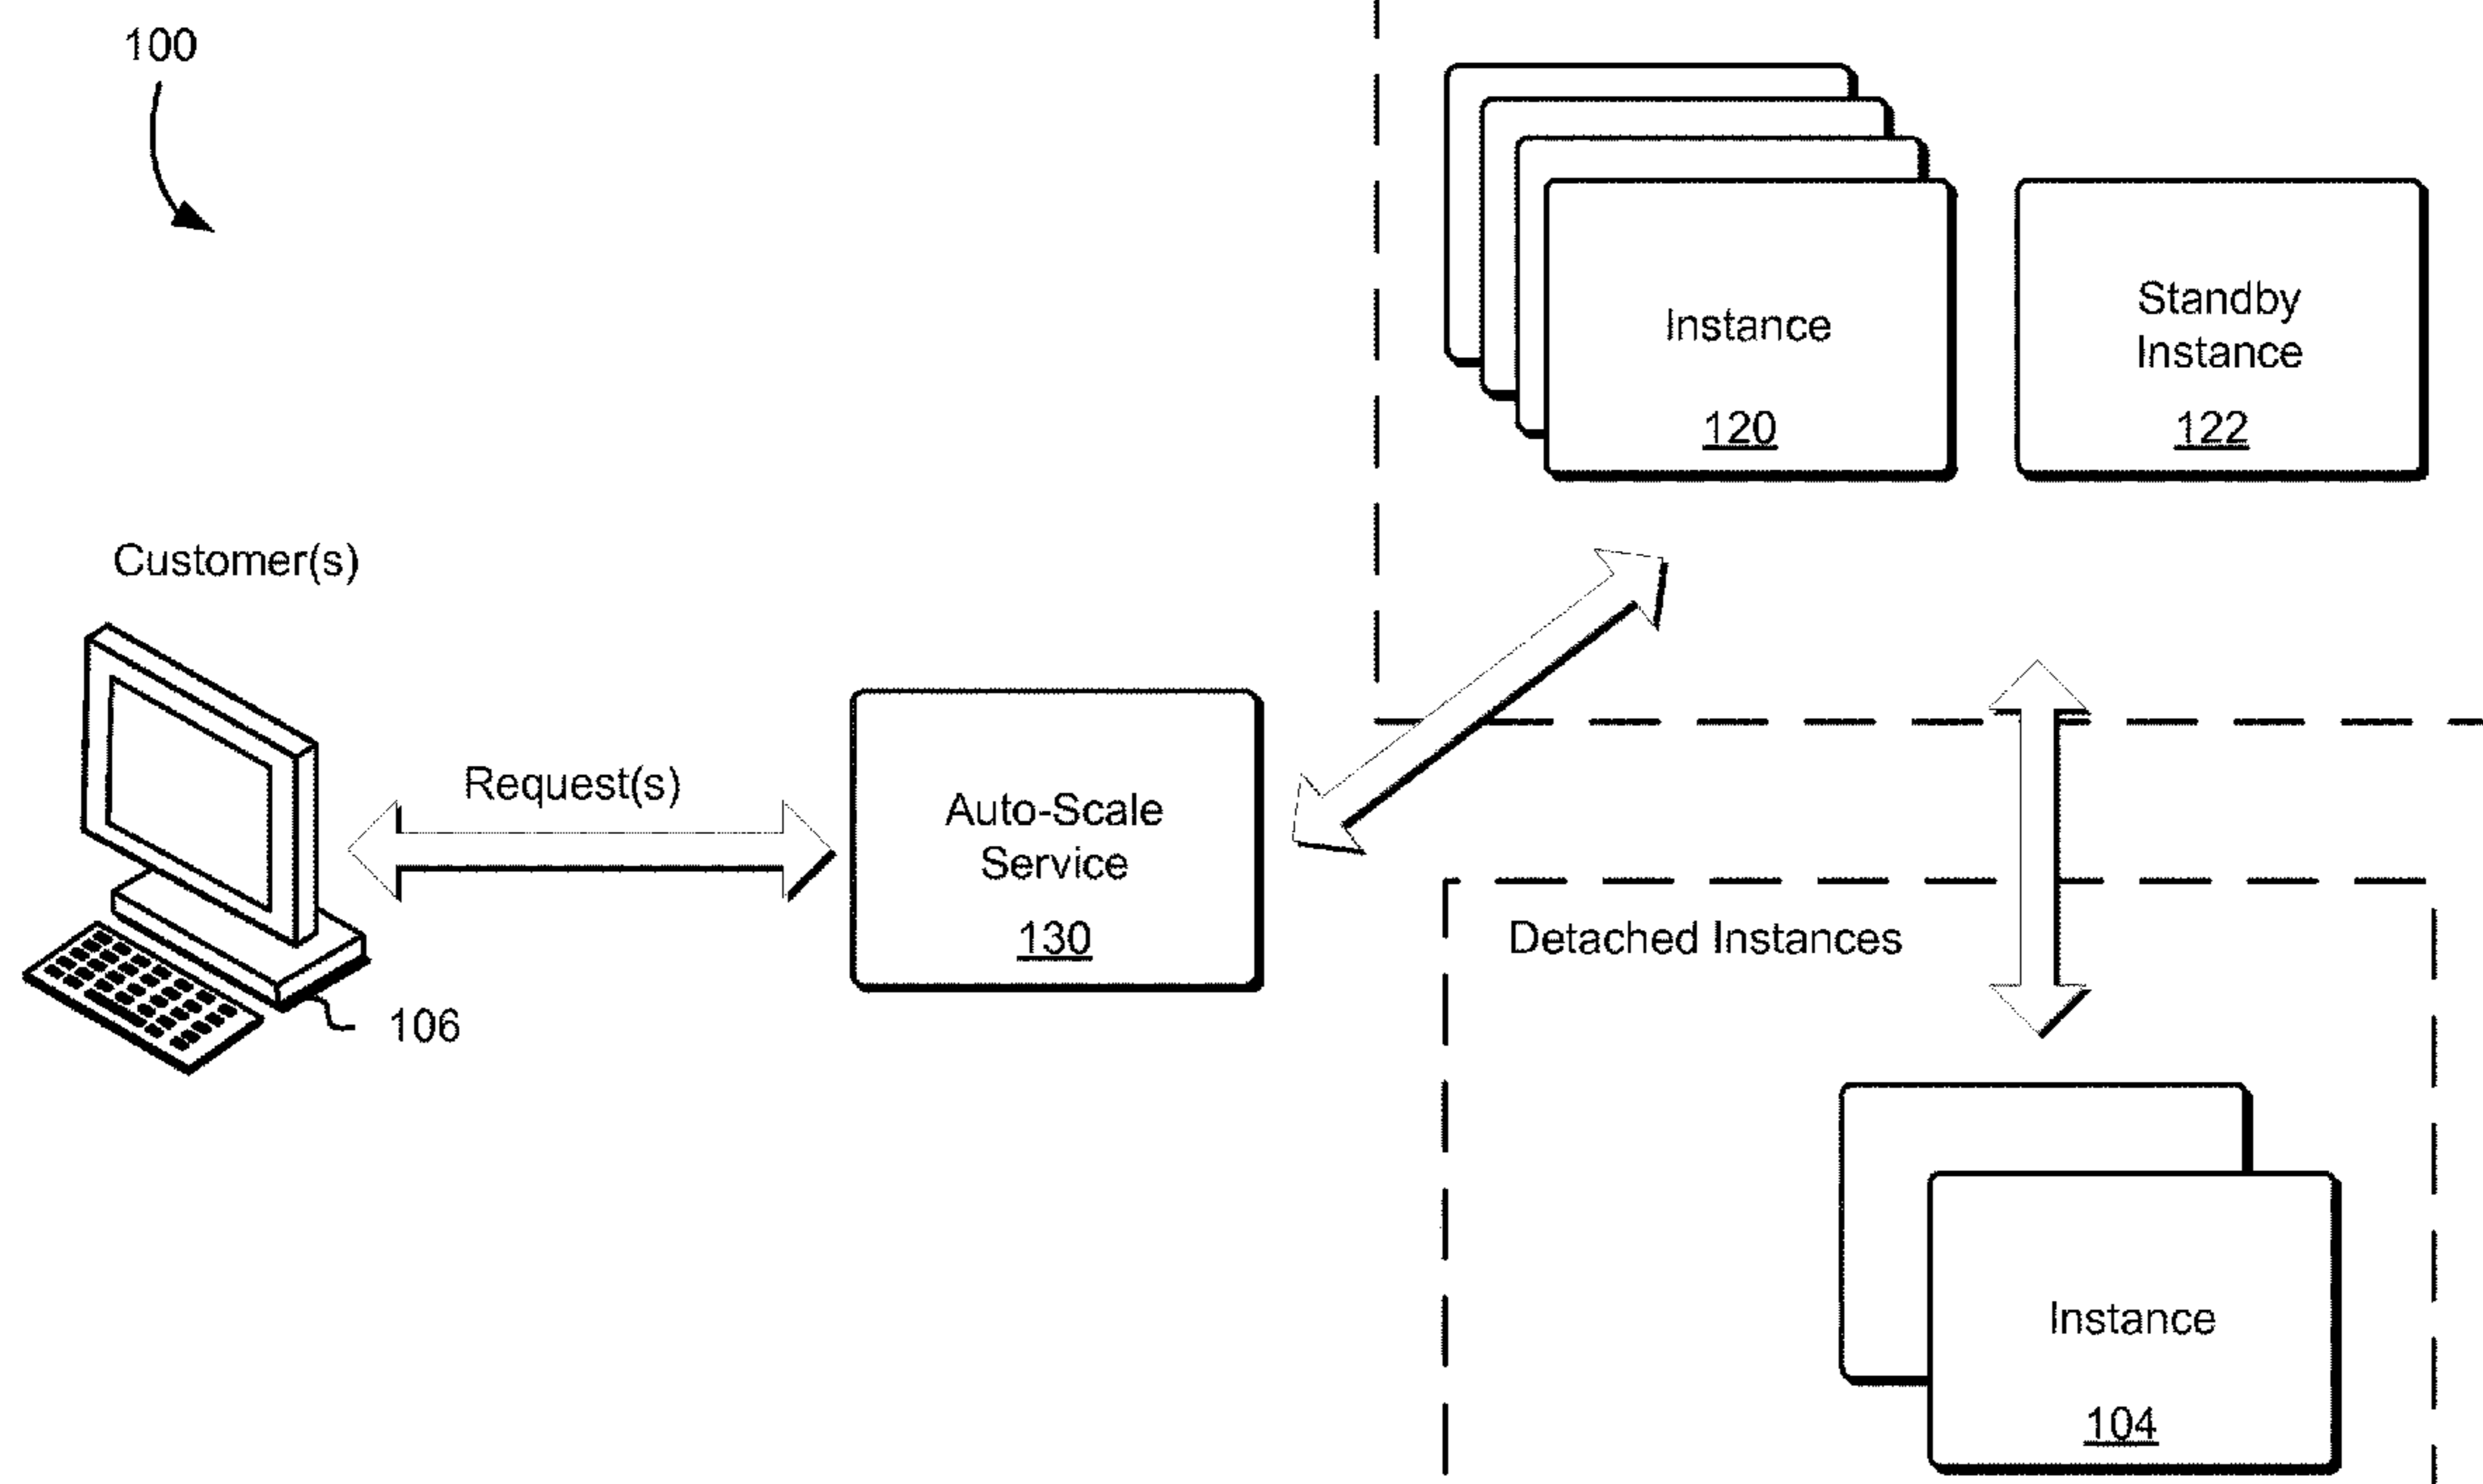 100
Instance
120
Standby
Instance
122
Customer(s)
Request(s)
Auto-Scale
Service
130
106
Detached Instances
Instance
104